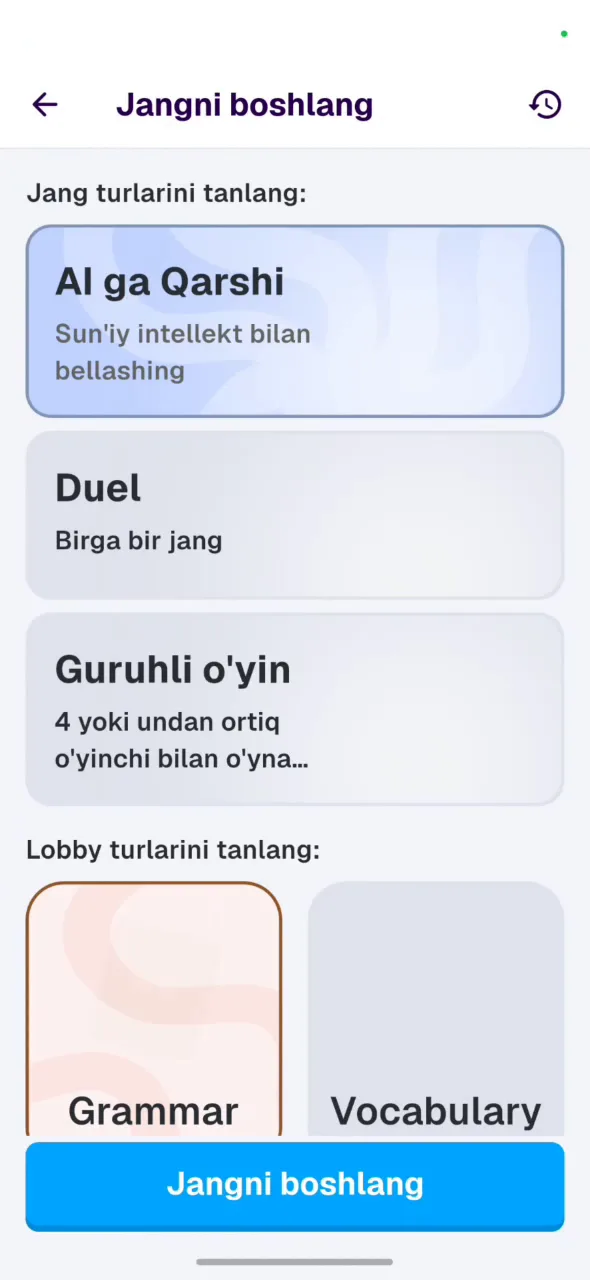 Jangni boshlang
Jang turlarini tanlang:
AI ga Qarshi
Sun'iy intellekt bilan
bellashing
Duel
Birga bir jang
Guruhli o'yin
4 yoki undan ortiq
o'yinchi bilan o'yna...
Lobby turlarini tanlang:
Grammar
Vocabulary
Jangni boshlang